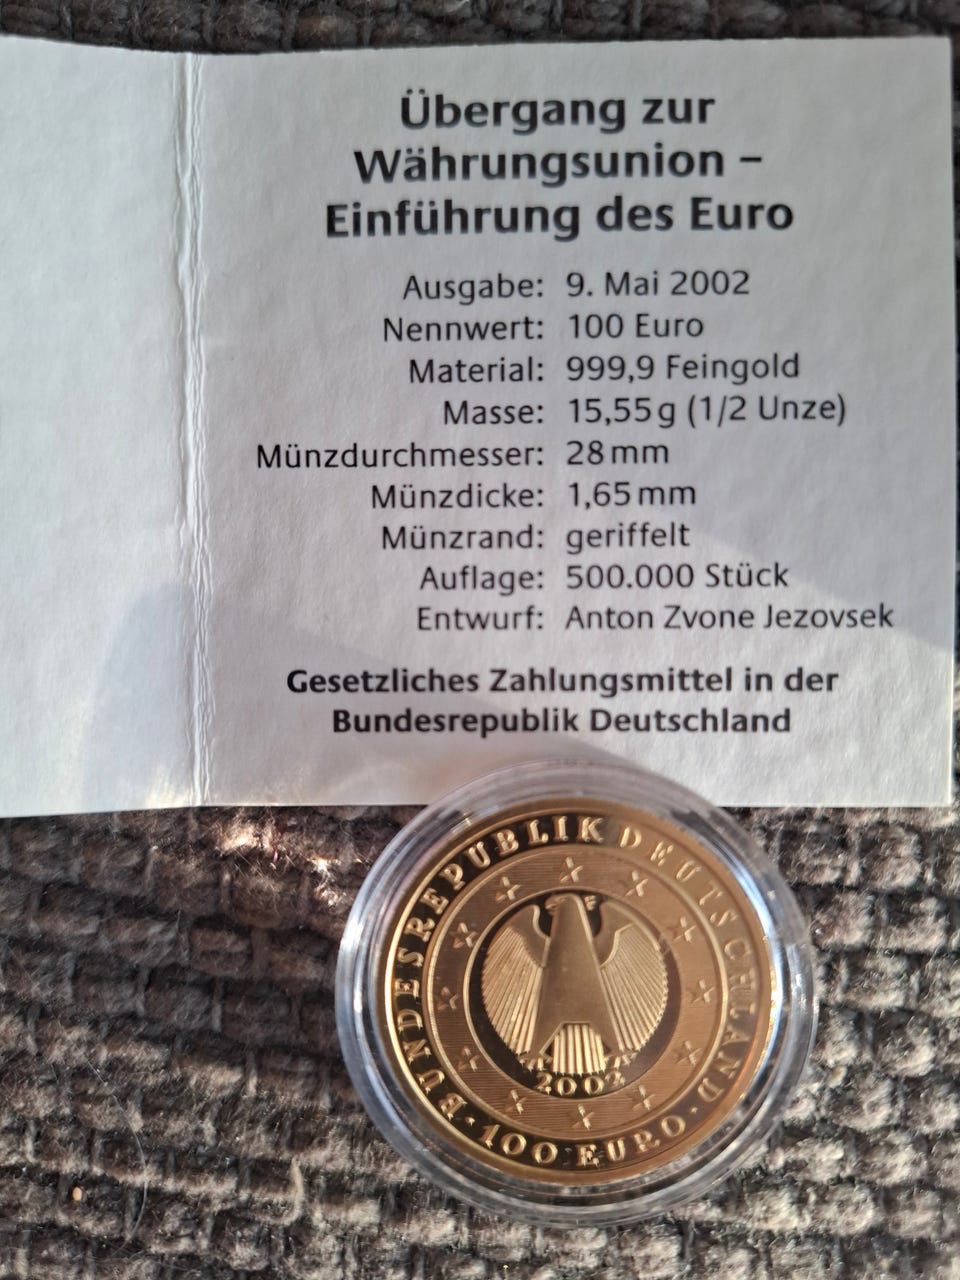 Übergang zur
Währungsunion –
Einführung des Euro
Ausgabe: 9. Mai 2002
Nennwert: 100 Euro
Material: 999,9 Feingold
Masse: 15,55 g (1/2 Unze)
Münzdurchmesser: 28 mm
Münzdicke: 1,65 mm
Münzrand: geriffelt
Auflage: 500.000 Stück
Entwurf: Anton Zvone Jezovsek
Gesetzliches Zahlungsmittel in der
Bundesrepublik Deutschland
BUNDESREPUBLIK DEUTSCHLAND
F
2002
· 100 EURO ·